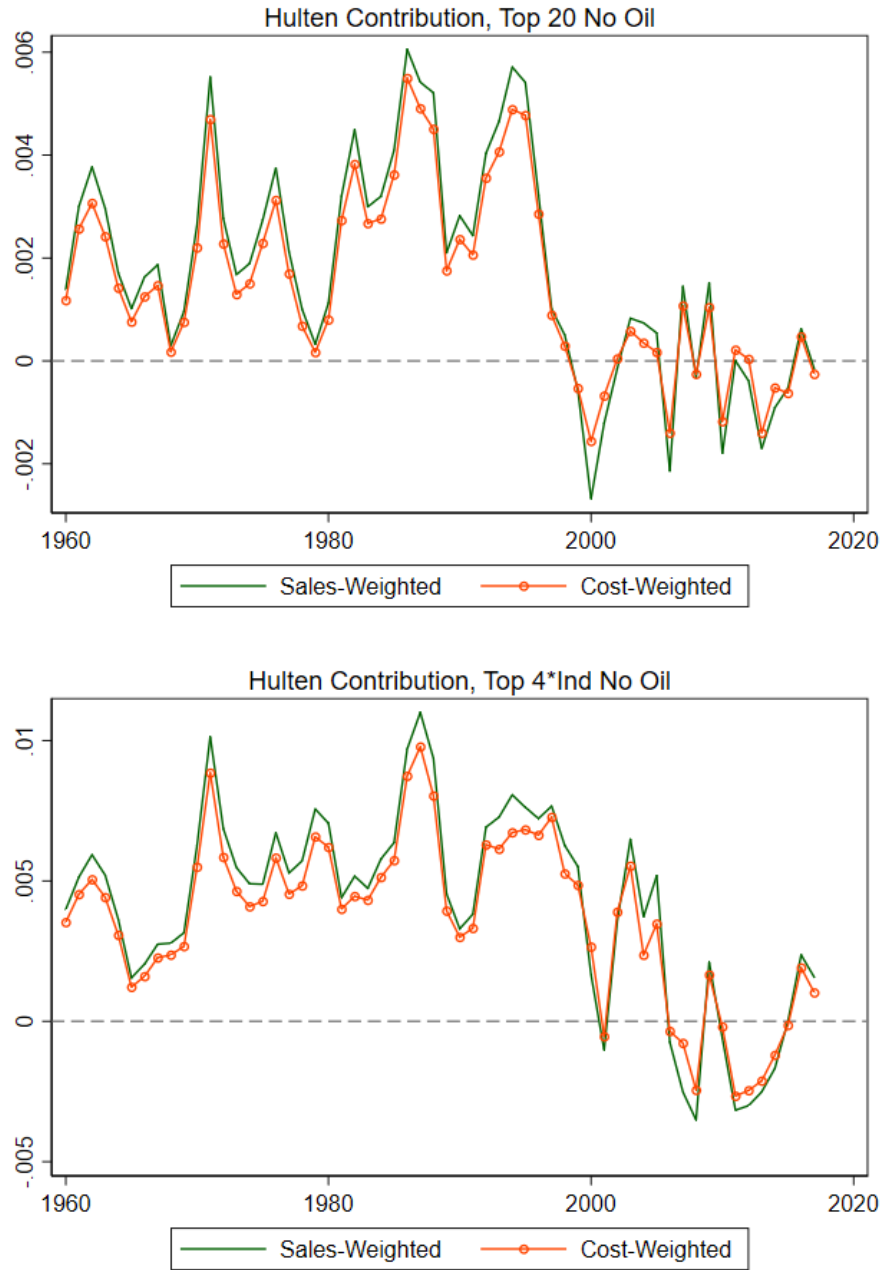 Hulten Contribution, Top 20 No Oil
.006
.004
.002
0
-.002
1960 1980 2000 2020
Sales-Weighted Cost-Weighted
Hulten Contribution, Top 4*Ind No Oil
.01
.005
0
-.005
1960 1980 2000 2020
Sales-Weighted Cost-Weighted